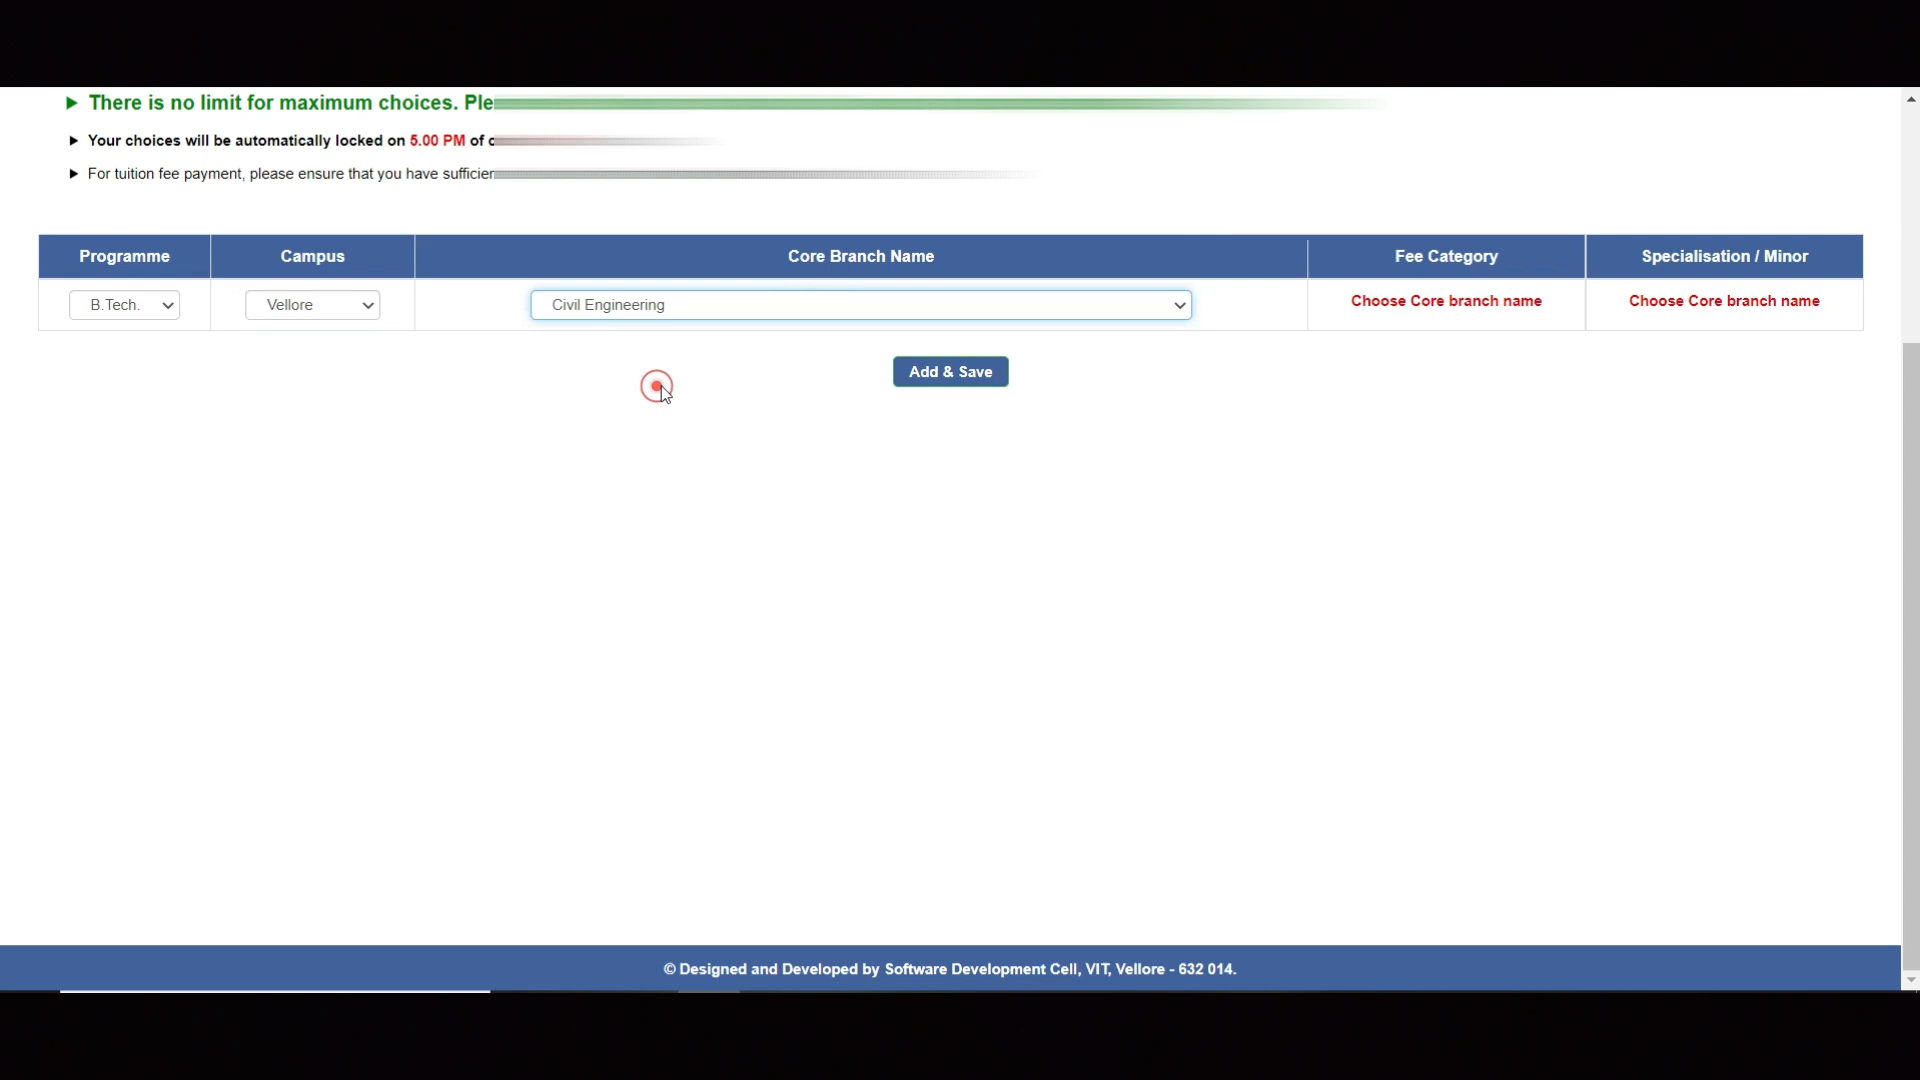 There is no limit for maximum choices. Ple
Your choices will be automatically locked on 5.00 PM of
For tuition fee payment, please ensure that you have
Programme Campus Core Branch Name Fee Category Specialisation / Minor
B.Tech. Vellore Civil Engineering Choose Core branch name Choose Core branch name
Add & Save
© Designed and Developed by Software Development Cell, VIT, Vellore - 632 014.